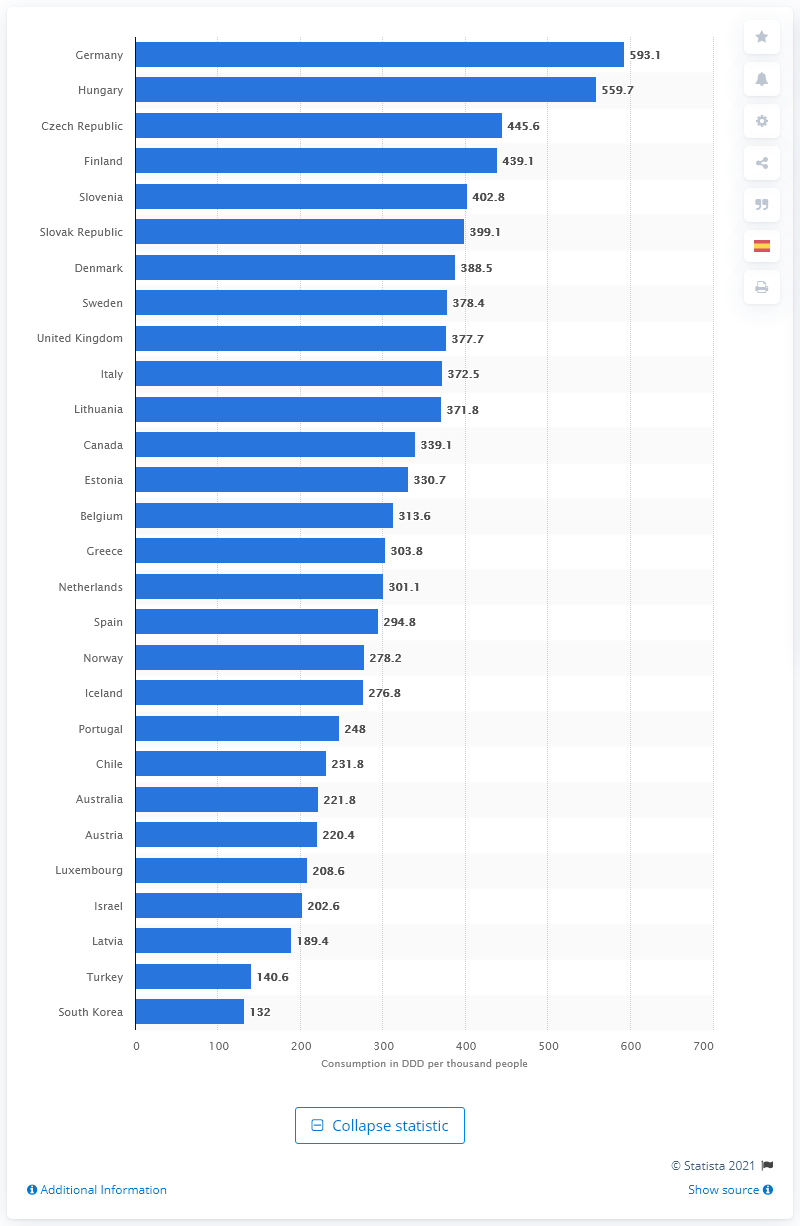 Germany 593.1
Hungary 559.7
Czech Republic 445.6
Finland 439.1
Slovenia 402.8
Slovak Republic 399.1
Denmark 388.5
Sweden 378.4
United Kingdom 377.7
Italy 372.5
Lithuania 371.8
Canada 339.1
Estonia 330.7
Belgium 313.6
Greece 303.8
Netherlands 301.1
Spain 294.8
Norway 278.2
Iceland 276.8
Portugal 248
Chile 231.8
Australia 221.8
Austria 220.4
Luxembourg 208.6
Israel 202.6
Latvia 189.4
Turkey 140.6
South Korea 132
0 100 200 300 400 500 600 700
Consumption in DDD per thousand people
Collapse statistic
© Statista 2021
Additional Information Show source